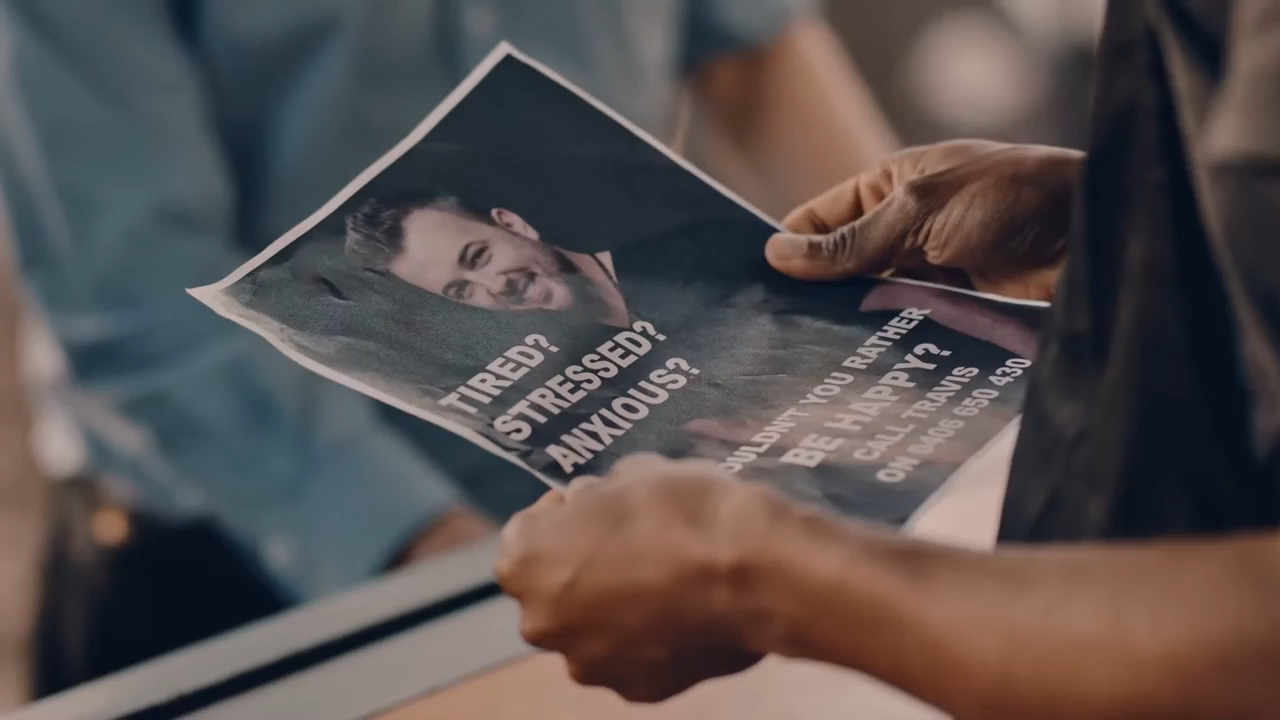 TIRED?
STRESSED?
ANXIOUS?
OULDN'T YOU RATHER
BE HAPPY?
CALL TRAVIS
ON 0406 650 430